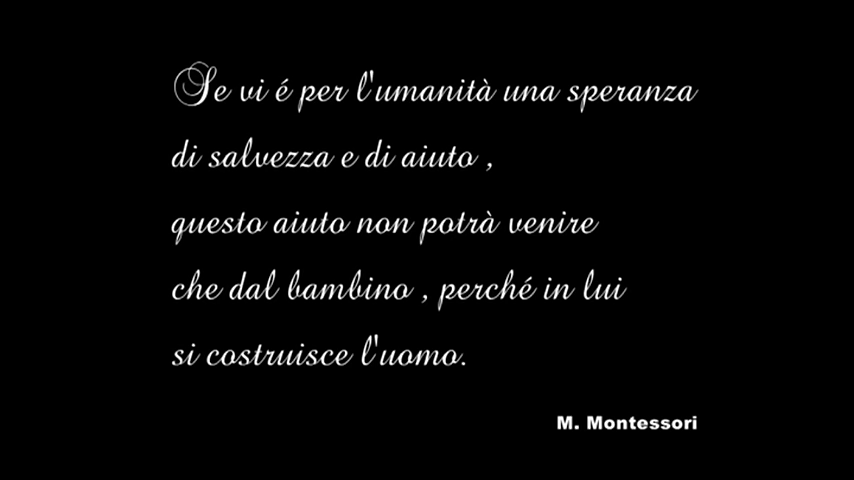 Se vi é per l'umanità una speranza
di salvezza e di aiuto ,
questo aiuto non potrà venire
che dal bambino , perché in lui
si costruisce l'uomo.
M. Montessori